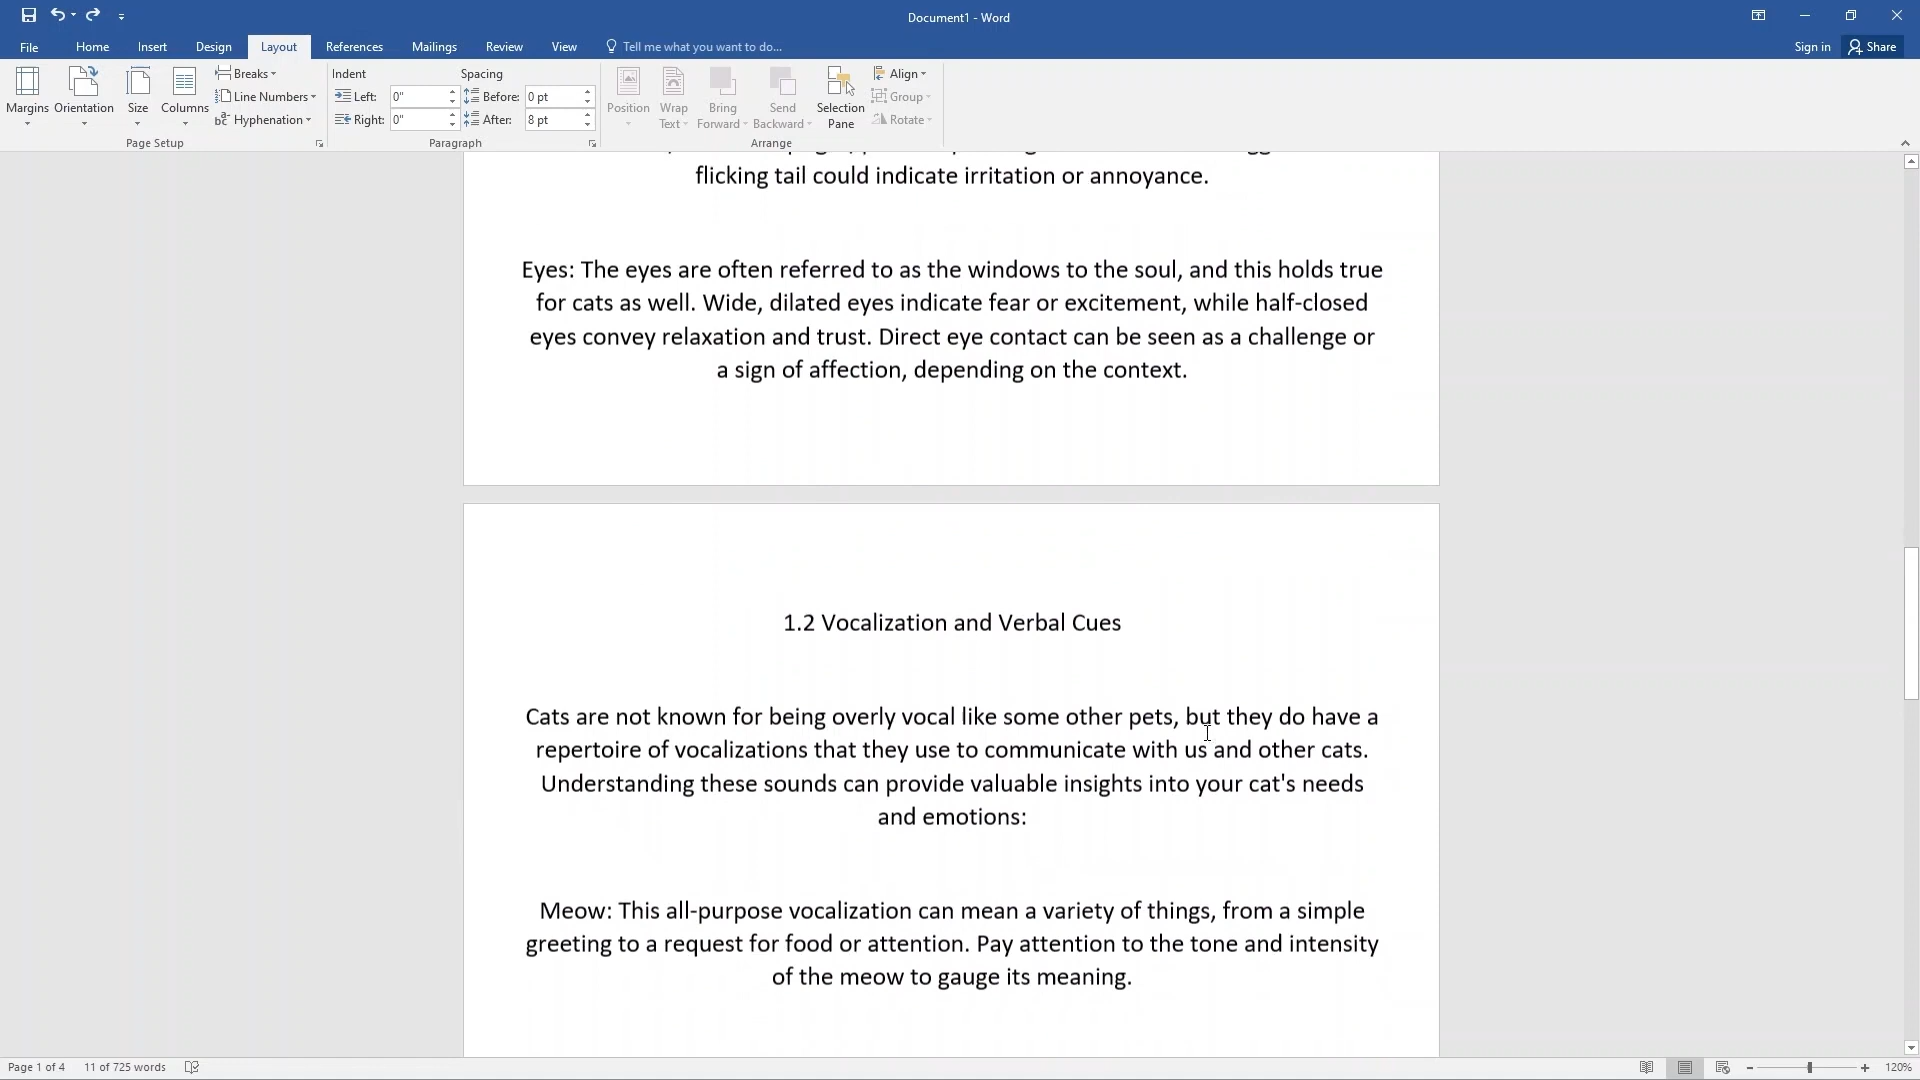 Document1 - Word
File Home Insert Design Layout References Mailings Review View Tell me what you want to do... Sign in Share
Margins Orientation Size Columns
Breaks
Line Numbers
Hyphenation
Page Setup
Indent Spacing
Left: 0" Before: 0 pt
Right: 0" After: 8 pt
Paragraph
Position Wrap Text Bring Forward Send Backward Selection Pane
Align
Group
Rotate
Arrange
flicking tail could indicate irritation or annoyance.
Eyes: The eyes are often referred to as the windows to the soul, and this holds true
for cats as well. Wide, dilated eyes indicate fear or excitement, while half-closed
eyes convey relaxation and trust. Direct eye contact can be seen as a challenge or
a sign of affection, depending on the context.
1.2 Vocalization and Verbal Cues
Cats are not known for being overly vocal like some other pets, but they do have a
repertoire of vocalizations that they use to communicate with us and other cats.
Understanding these sounds can provide valuable insights into your cat's needs
and emotions:
Meow: This all-purpose vocalization can mean a variety of things, from a simple
greeting to a request for food or attention. Pay attention to the tone and intensity
of the meow to gauge its meaning.
Page 1 of 4 11 of 725 words 120%